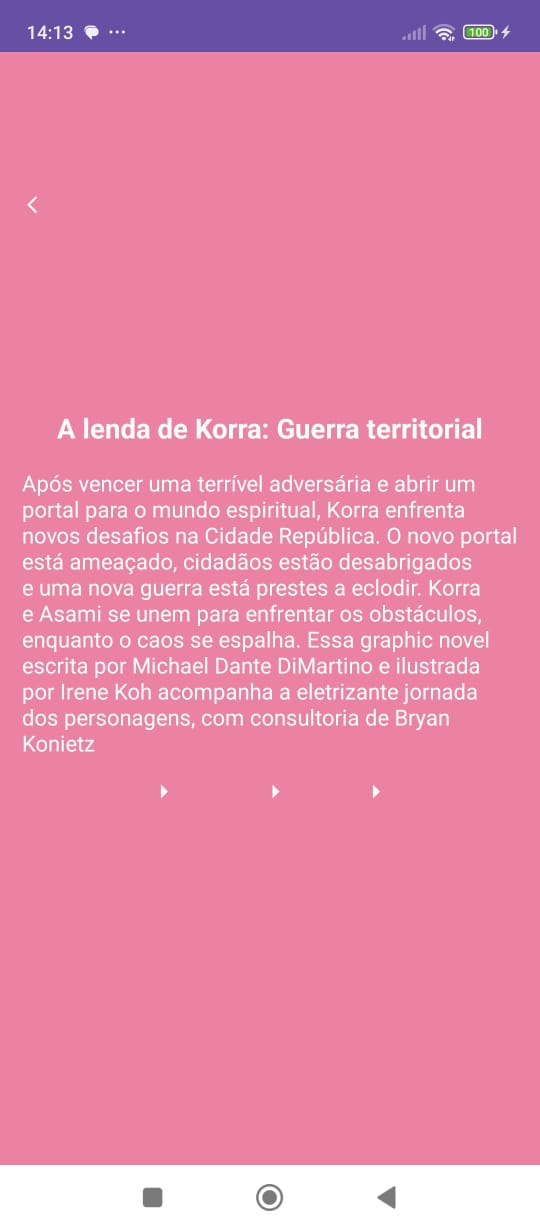 14:13
100
A lenda de Korra: Guerra territorial
Após vencer uma terrível adversária e abrir um
portal para o mundo espiritual, Korra enfrenta
novos desafios na Cidade República. O novo portal
está ameaçado, cidadãos estão desabrigados
e uma nova guerra está prestes a eclodir. Korra
e Asami se unem para enfrentar os obstáculos,
enquanto o caos se espalha. Essa graphic novel
escrita por Michael Dante DiMartino e ilustrada
por Irene Koh acompanha a eletrizante jornada
dos personagens, com consultoria de Bryan
Konietz